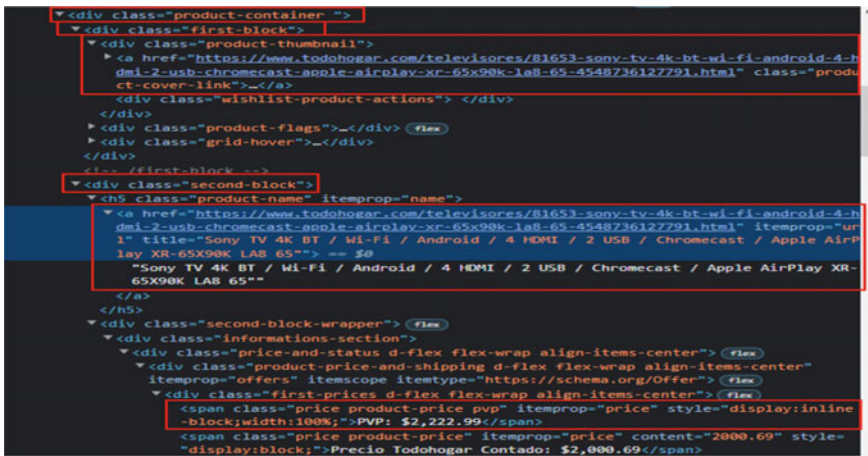 ▼<div class="product-container ">
▼<div class="first-block">
▼<div class="product-thumbnail">
▶<a href="https://www.todohogar.com/televisores/81653-sony-tv-4k-bt-wi-fi-android-4-h
dmi-2-usb-chromecast-apple-airplay-xr-65x90k-la8-65-4548736127791.html" class="produ
ct-cover-link">…</a>
<div class="wishlist-product-actions"> </div>
</div>
▶<div class="product-flags">…</div> flex
▶<div class="grid-hover">…</div>
</div>
<!-- /first-block -->
▼<div class="second-block">
▼<h5 class="product-name" itemprop="name">
▼<a href="https://www.todohogar.com/televisores/81653-sony-tv-4k-bt-wi-fi-android-4-h
dmi-2-usb-chromecast-apple-airplay-xr-65x90k-la8-65-4548736127791.html" itemprop="ur
l" title="Sony TV 4K BT / Wi-Fi / Android / 4 HDMI / 2 USB / Chromecast / Apple AirP
lay XR-65X90K LA8 65""> == $0
"Sony TV 4K BT / Wi-Fi / Android / 4 HDMI / 2 USB / Chromecast / Apple AirPlay XR-
65X90K LA8 65""
</a>
</h5>
▼<div class="second-block-wrapper"> flex
▼<div class="informations-section">
▼<div class="price-and-status d-flex flex-wrap align-items-center"> flex
▼<div class="product-price-and-shipping d-flex flex-wrap align-items-center"
itemprop="offers" itemscope itemtype="https://schema.org/Offer"> flex
▼<div class="first-prices d-flex flex-wrap align-items-center"> flex
<span class="price product-price pvp" itemprop="price" style="display:inline
-block;width:100%;">PVP: $2,222.99</span>
<span class="price product-price" itemprop="price" content="2000.69" style=
"display:block;">Precio Todohogar Contado: $2,000.69</span>